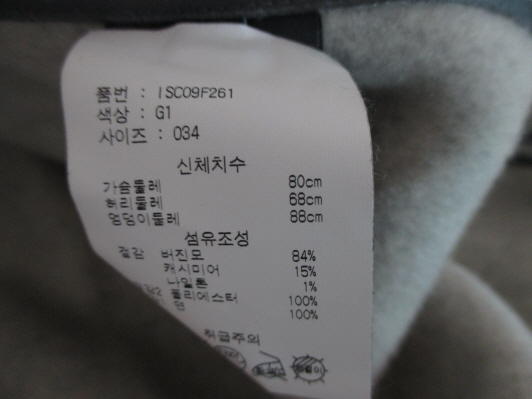 품번 : ISC09F261
색상 : G1
사이즈 : 034
신체치수
가슴둘레 80cm
허리둘레 68cm
엉덩이둘레 88cm
섬유조성
겉감 버진모 84%
캐시미어 15%
나일론 1%
폴리에스터 100%
면 100%
취급주의